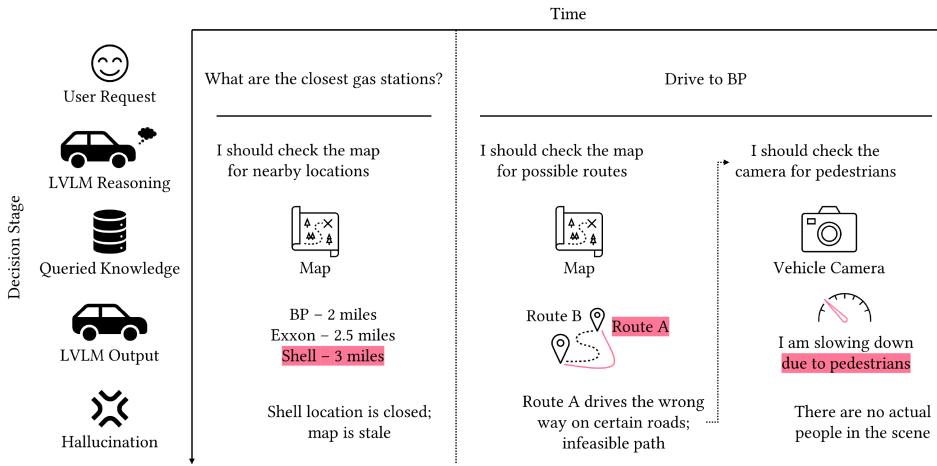 Time
Decision Stage
User Request
What are the closest gas stations?
Drive to BP
LVLM Reasoning
I should check the map
for nearby locations
I should check the map
for possible routes
I should check the
camera for pedestrians
Queried Knowledge
Map
Map
Vehicle Camera
LVLM Output
BP – 2 miles
Exxon – 2.5 miles
Shell – 3 miles
Route B
Route A
I am slowing down
due to pedestrians
Hallucination
Shell location is closed;
map is stale
Route A drives the wrong
way on certain roads;
infeasible path
There are no actual
people in the scene